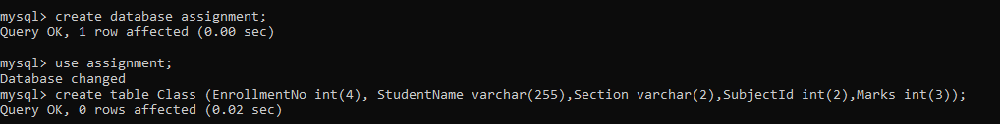 mysql> create database assignment;
Query OK, 1 row affected (0.00 sec)
mysql> use assignment;
Database changed
mysql> create table Class (EnrollmentNo int(4), StudentName varchar(255),Section varchar(2),SubjectId int(2),Marks int(3));
Query OK, 0 rows affected (0.02 sec)